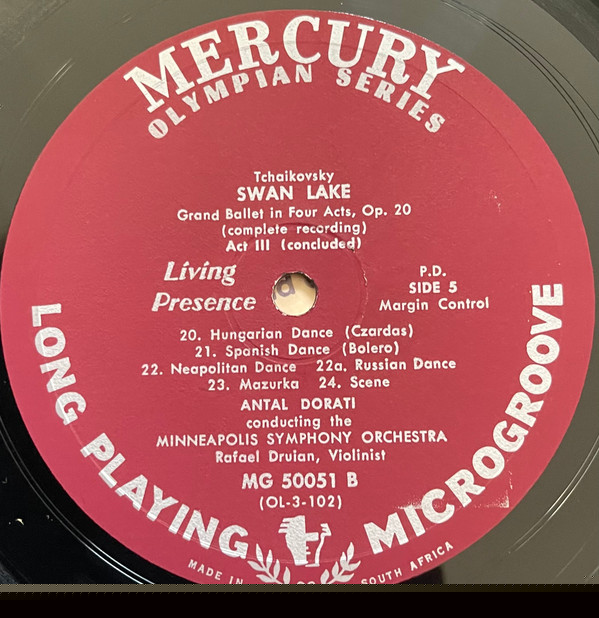 MERCURY
OLYMPIAN SERIES
Tchaikovsky
SWAN LAKE
Grand Ballet in Four Acts, Op. 20
(complete recording)
Act III (concluded)
Living
Presence
P.D.
SIDE 5
Margin Control
20. Hungarian Dance (Czardas)
21. Spanish Dance (Bolero)
22. Neapolitan Dance 22a. Russian Dance
23. Mazurka 24. Scene
ANTAL DORATI
conducting the
MINNEAPOLIS SYMPHONY ORCHESTRA
Rafael Druian, Violinist
MG 50051 B
(OL-3-102)
LONG PLAYING MICROGROOVE
MADE IN SOUTH AFRICA